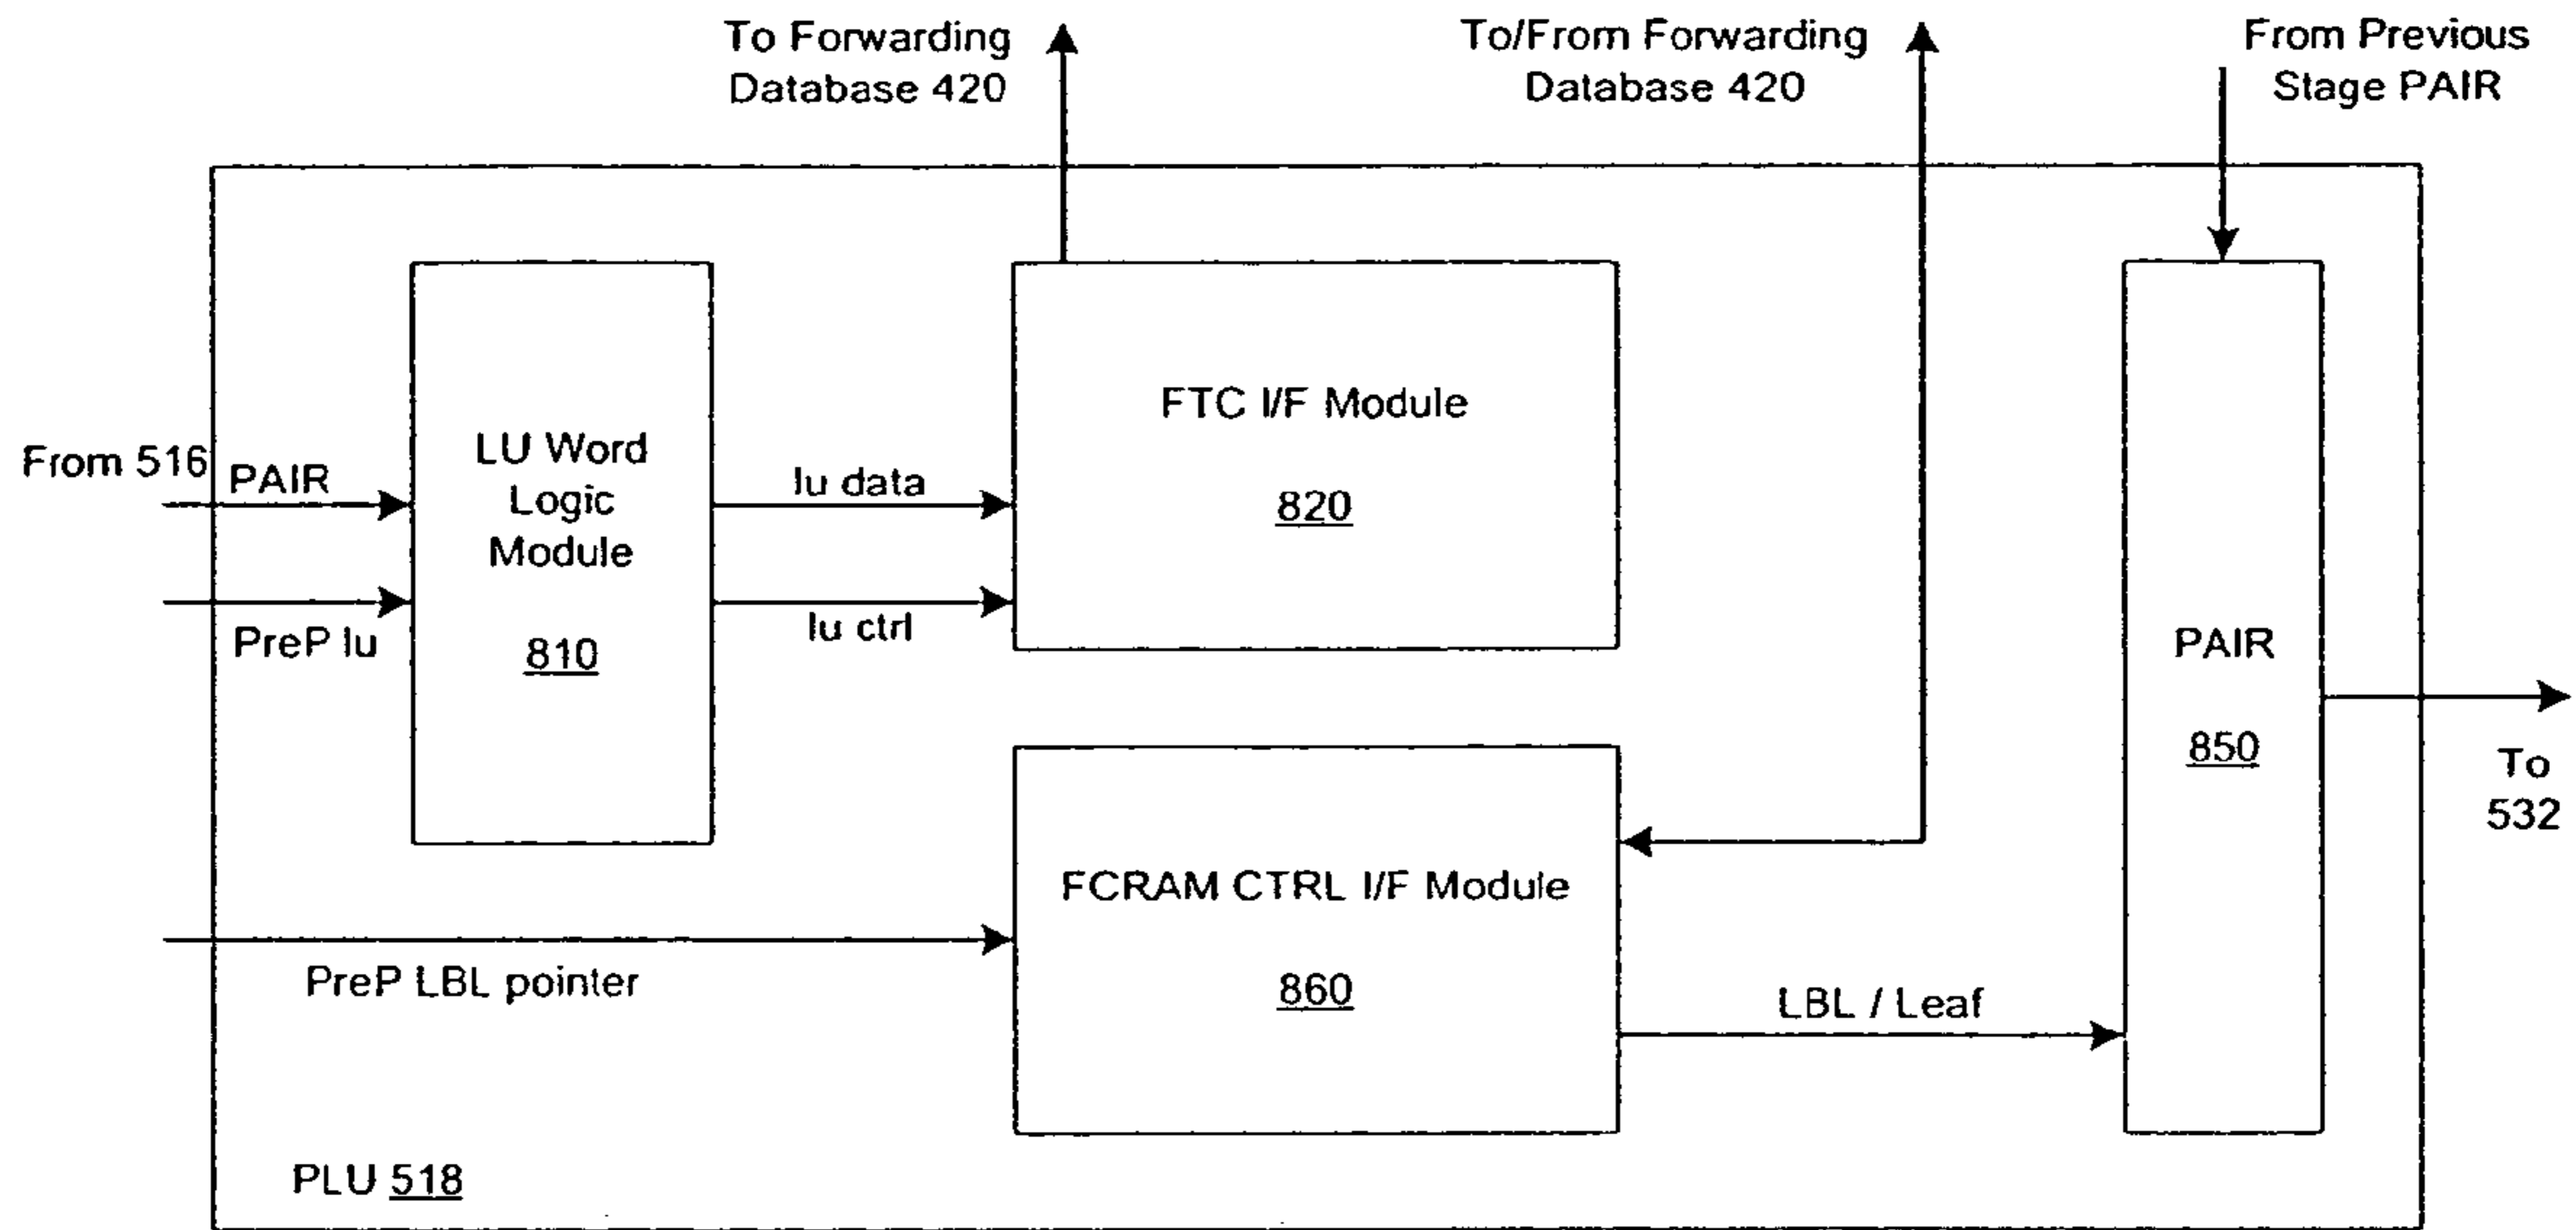 To Forwarding
Database 420
To/From Forwarding
Database 420
From Previous
Stage PAIR
From 516
PAIR
PreP lu
LU Word
Logic
Module
810
lu data
lu ctrl
FTC I/F Module
820
PreP LBL pointer
FCRAM CTRL I/F Module
860
LBL / Leaf
PAIR
850
To
532
PLU 518